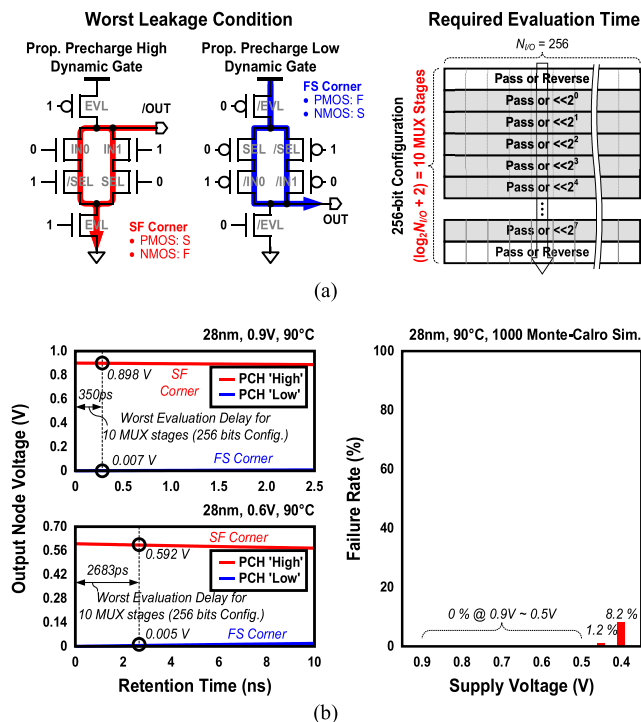 Worst Leakage Condition
Required Evaluation Time
Prop. Precharge High
Dynamic Gate
Prop. Precharge Low
Dynamic Gate
1
EVL
/OUT
0
IN0
IN1
1
1
/SEL
SEL
0
1
EVL
SF Corner
• PMOS: S
• NMOS: F
0
/EVL
FS Corner
• PMOS: F
• NMOS: S
0
SEL
/SEL
1
1
/IN0
/IN1
0
OUT
0
/EVL
N I/O = 256
256-bit Configuration
(log2N I/O + 2) = 10 MUX Stages
Pass or Reverse
Pass or <<2^0
Pass or <<2^1
Pass or <<2^2
Pass or <<2^3
Pass or <<2^4
Pass or <<2^7
Pass or Reverse
(a)
28nm, 0.9V, 90°C
Output Node Voltage (V)
1.0
0.8
0.6
0.4
0.2
0
0.898 V
SF
Corner
PCH 'High'
PCH 'Low'
350ps
Worst Evaluation Delay for
10 MUX stages (256 bits Config.)
0.007 V
FS Corner
0 0.5 1.0 1.5 2.0 2.5
28nm, 0.6V, 90°C
0.70
0.56
0.42
0.28
0.14
0
SF Corner
0.592 V
PCH 'High'
PCH 'Low'
2683ps
Worst Evaluation Delay for
10 MUX stages (256 bits Config.)
0.005 V
FS Corner
0 2 4 6 8 10
Retention Time (ns)
28nm, 90°C, 1000 Monte-Calro Sim.
Failure Rate (%)
100
80
60
40
20
0
0 % @ 0.9V ~ 0.5V
1.2 %
8.2 %
0.9 0.8 0.7 0.6 0.5 0.4
Supply Voltage (V)
(b)